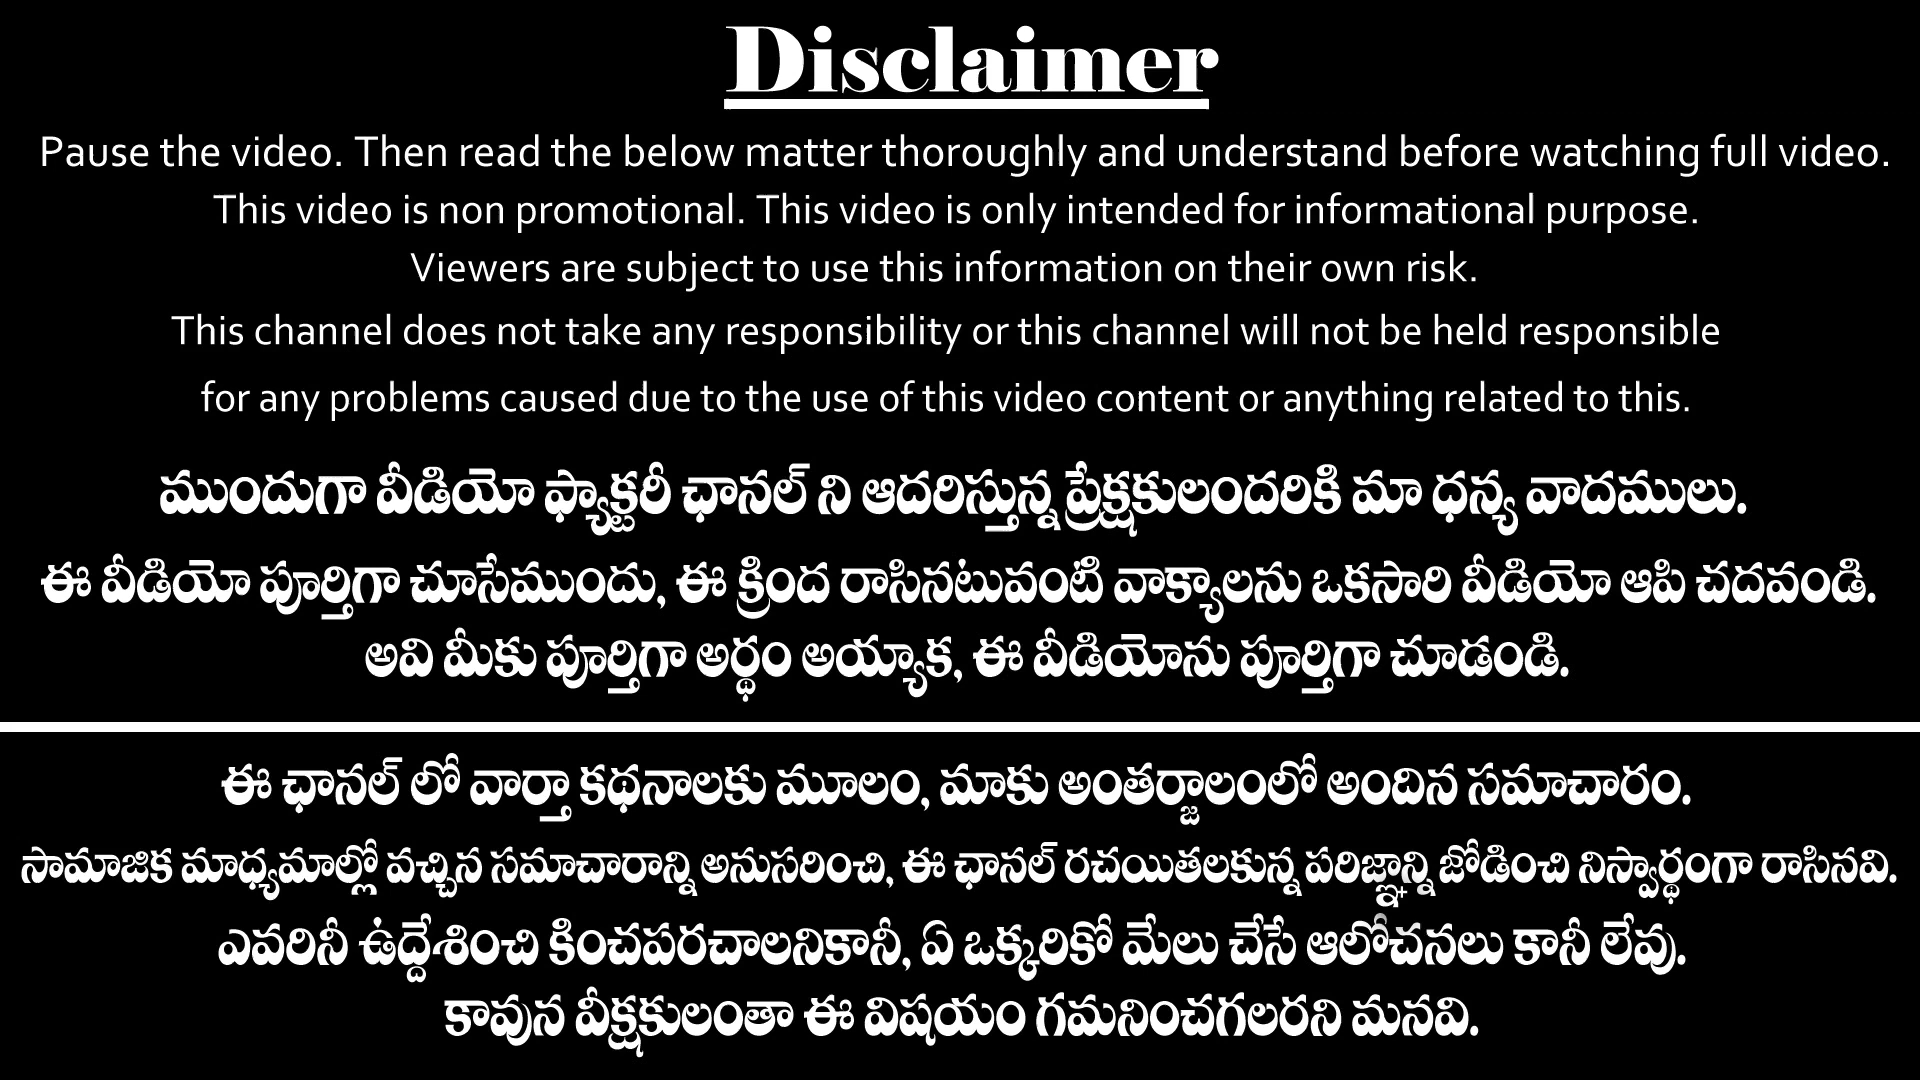 Disclaimer
Pause the video. Then read the below matter thoroughly and understand before watching full video.
This video is non promotional. This video is only intended for informational purpose.
Viewers are subject to use this information on their own risk.
This channel does not take any responsibility or this channel will not be held responsible
for any problems caused due to the use of this video content or anything related to this.
ముందుగా వీడియో ఫ్యాక్టరీ ఛానల్ ని ఆదరిస్తున్న ప్రేక్షకులందరికి మా ధన్య వాదములు.
ఈ వీడియో పూర్తిగా చూసేముందు, ఈ క్రింద రాసినటువంటి వాక్యాలను ఒకసారి వీడియో ఆపి చదవండి.
అవి మీకు పూర్తిగా అర్థం అయ్యాక, ఈ వీడియోను పూర్తిగా చూడండి.
ఈ ఛానల్ లో వార్తా కథనాలకు మూలం, మాకు అంతర్జాలంలో అందిన సమాచారం.
సామాజిక మాధ్యమాల్లో వచ్చిన సమాచారాన్ని అనుసరించి, ఈ ఛానల్ రచయితలకున్న పరిజ్ఞాన్ని జోడించి నిస్వార్థంగా రాసినవి.
ఎవరినీ ఉద్దేశించి కించపరచాలనికానీ, ఏ ఒక్కరికో మేలు చేసే ఆలోచనలు కానీ లేవు.
కావున వీక్షకులంతా ఈ విషయం గమనించగలరని మనవి.